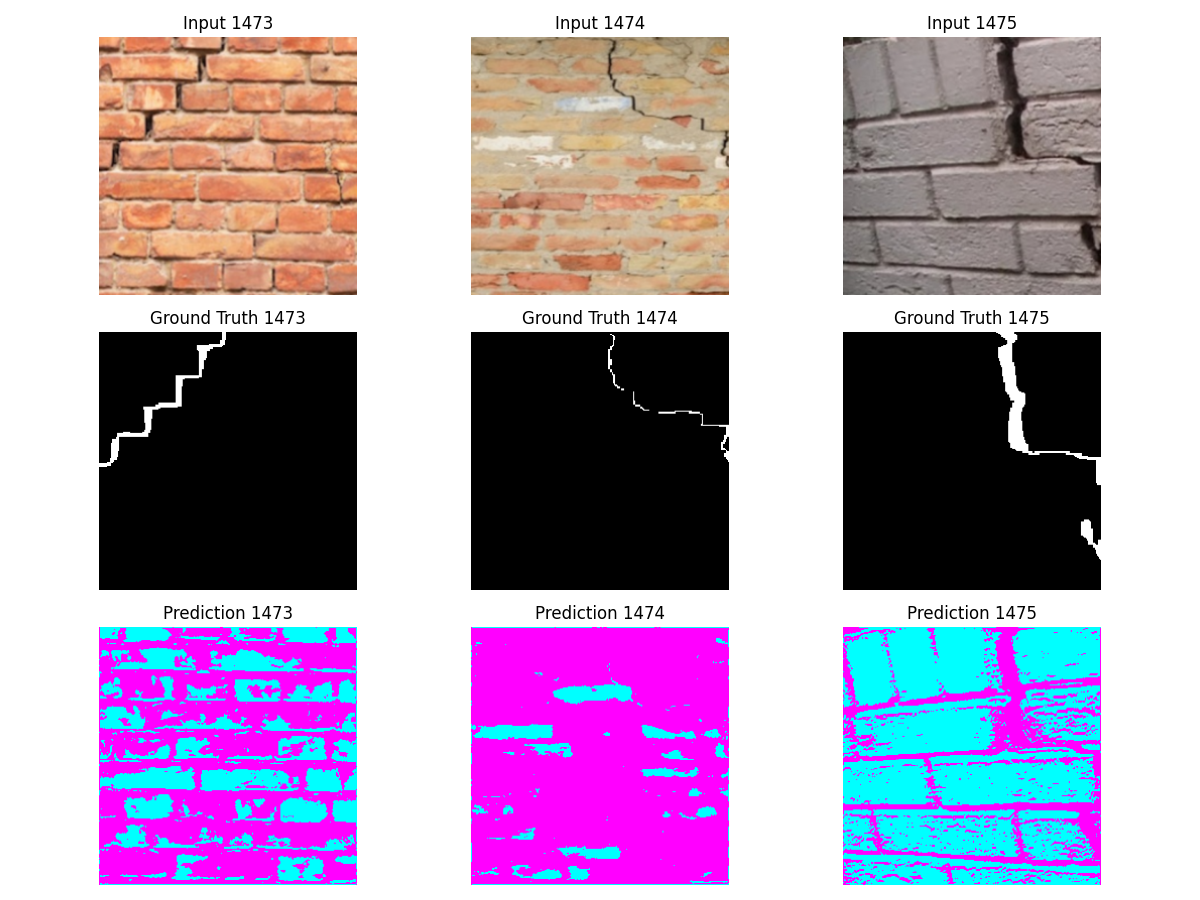 Input 1473
Input 1474
Input 1475
Ground Truth 1473
Ground Truth 1474
Ground Truth 1475
Prediction 1473
Prediction 1474
Prediction 1475